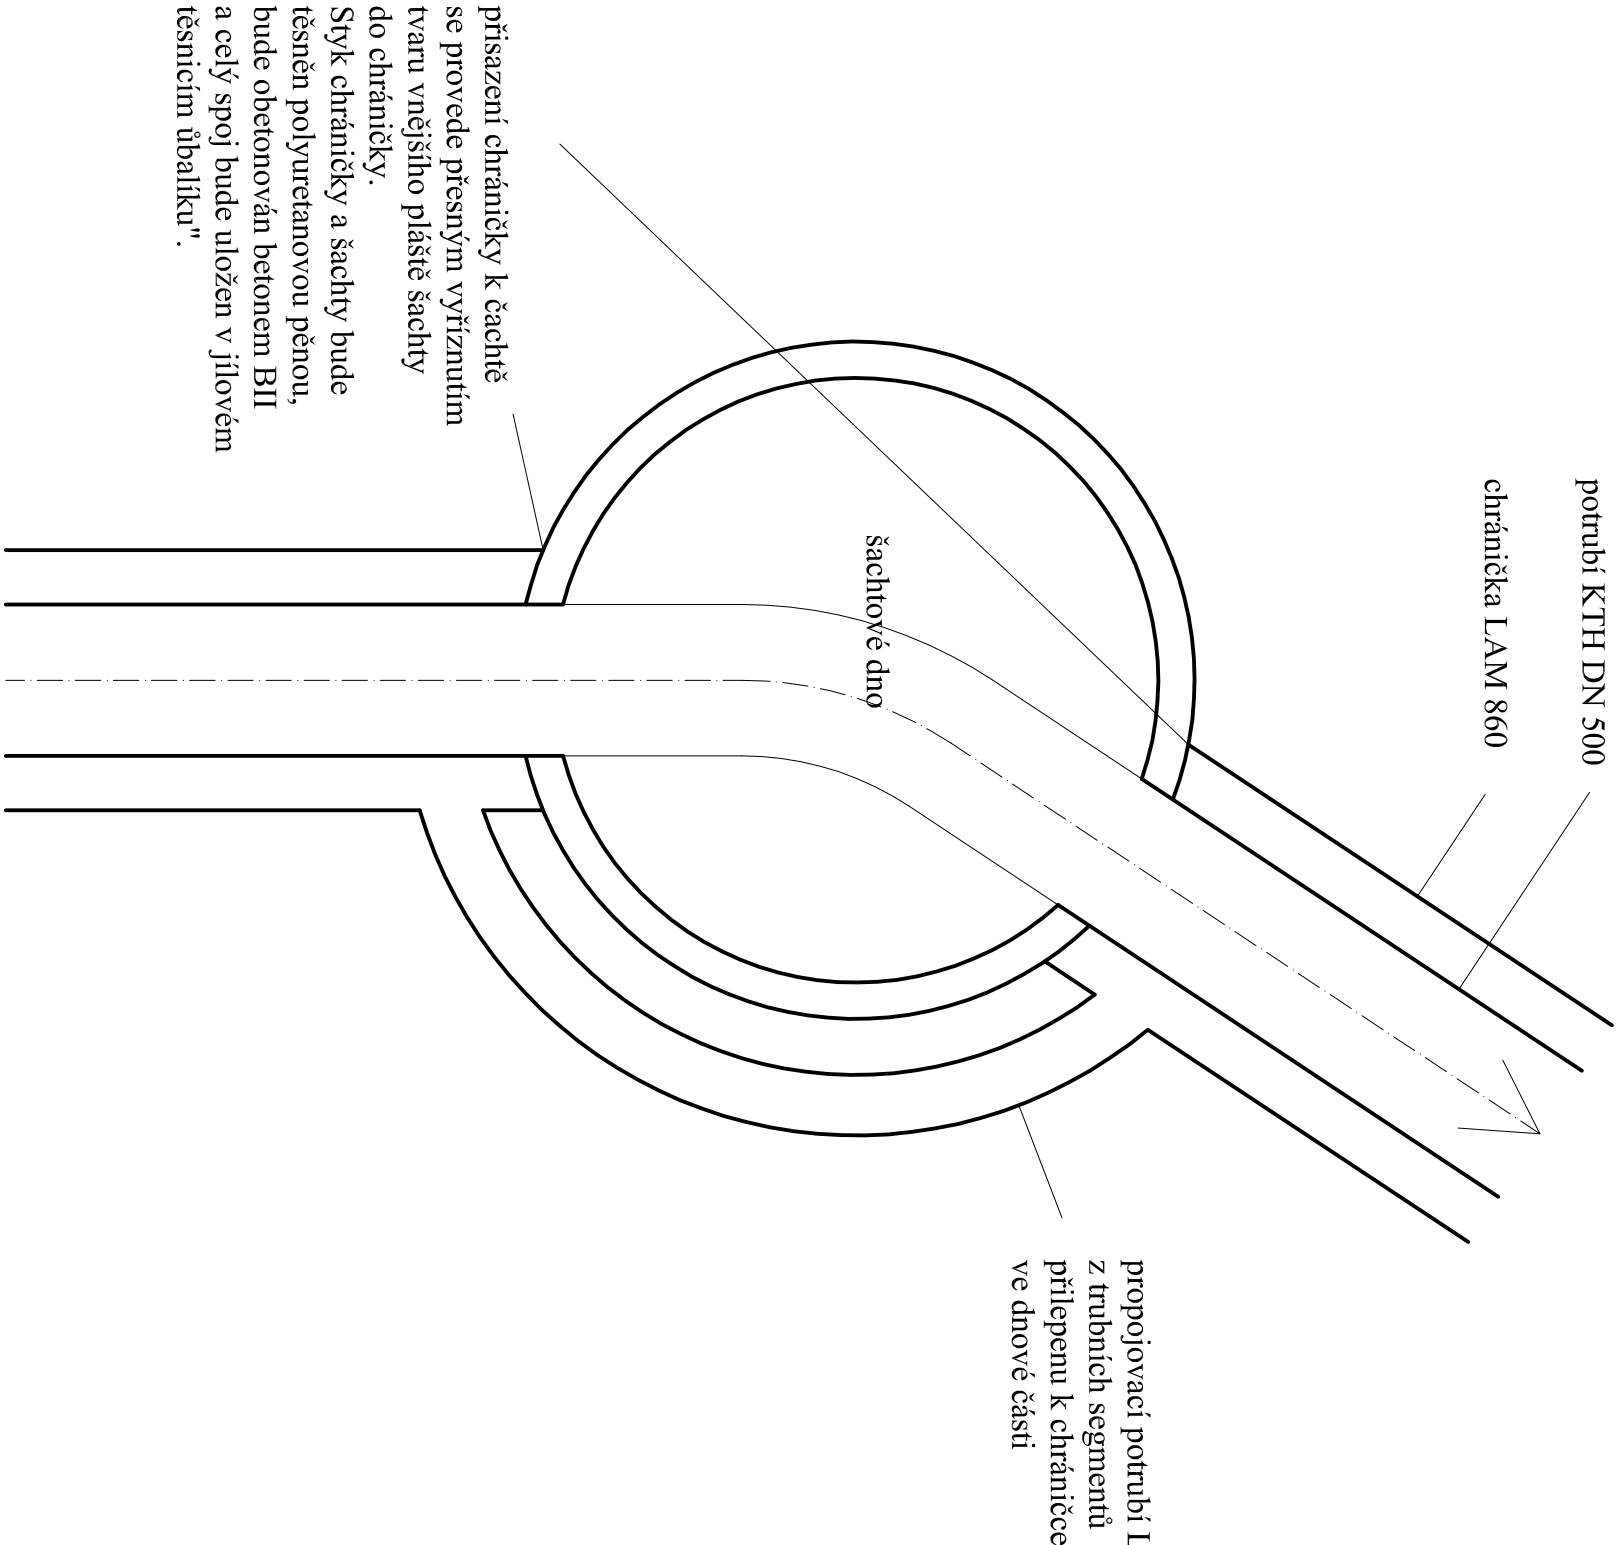 potrubí KTH DN 500
chránička LAM 860
přisazení chráničky k čachtě
se provede přesným vyříznutím
tvaru vnějšího pláště šachty
do chráničky.
Styk chráničky a šachty bude
těsněn polyuretanovou pěnou,
bude obetonován betonem BII
a celý spoj bude uložen v jílovém
těsnicím ůbalíku".
šachtové dno
propojovací potrubí
z trubních segmentů
přilepenu k chráničce
ve dnové části